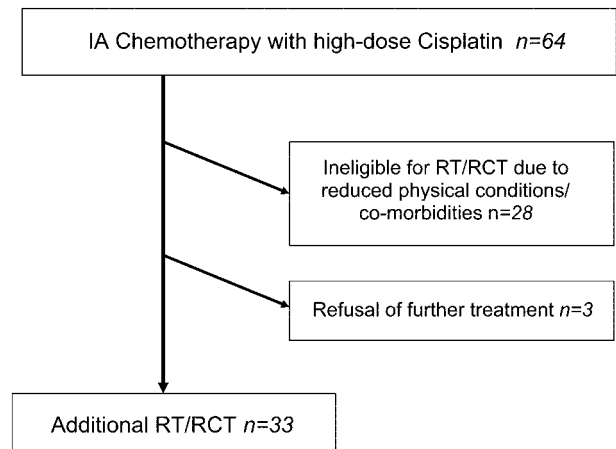 IA Chemotherapy with high-dose Cisplatin n=64
Ineligible for RT/RCT due to
reduced physical conditions/
co-morbidities n=28
Refusal of further treatment n=3
Additional RT/RCT n=33